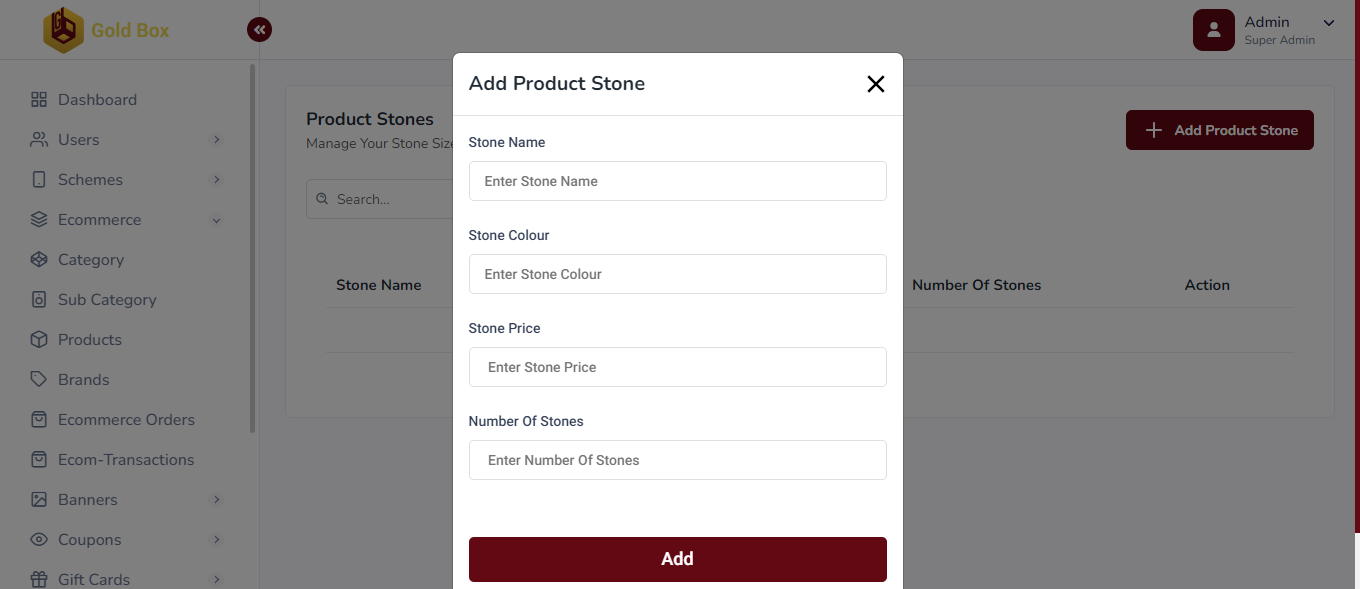 Gold Box
Admin
Super Admin
Dashboard
Users
Schemes
Ecommerce
Category
Sub Category
Products
Brands
Ecommerce Orders
Ecom-Transactions
Banners
Coupons
Gift Cards
Product Stones
Manage Your Stone Size
Add Product Stone
Search...
Stone Name
Number Of Stones
Action
Add Product Stone
Stone Name
Enter Stone Name
Stone Colour
Enter Stone Colour
Stone Price
Enter Stone Price
Number Of Stones
Enter Number Of Stones
Add